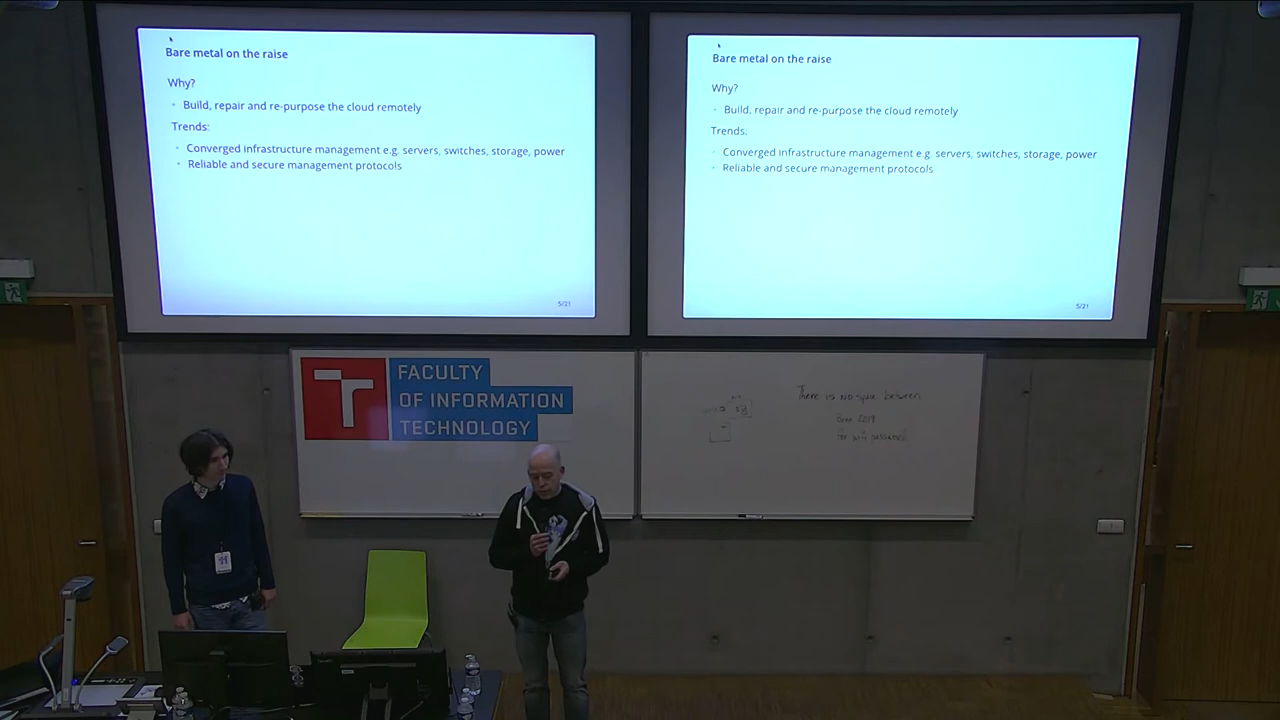 Bare metal on the raise
Why?
Build, repair and re-purpose the cloud remotely
Trends:
Converged infrastructure management e.g. servers, switches, storage, power
Reliable and secure management protocols
5/21
Bare metal on the raise
Why?
Build, repair and re-purpose the cloud remotely
Trends:
Converged infrastructure management e.g. servers, switches, storage, power
Reliable and secure management protocols
5/21
FACULTY
OF INFORMATION
TECHNOLOGY
There is no between